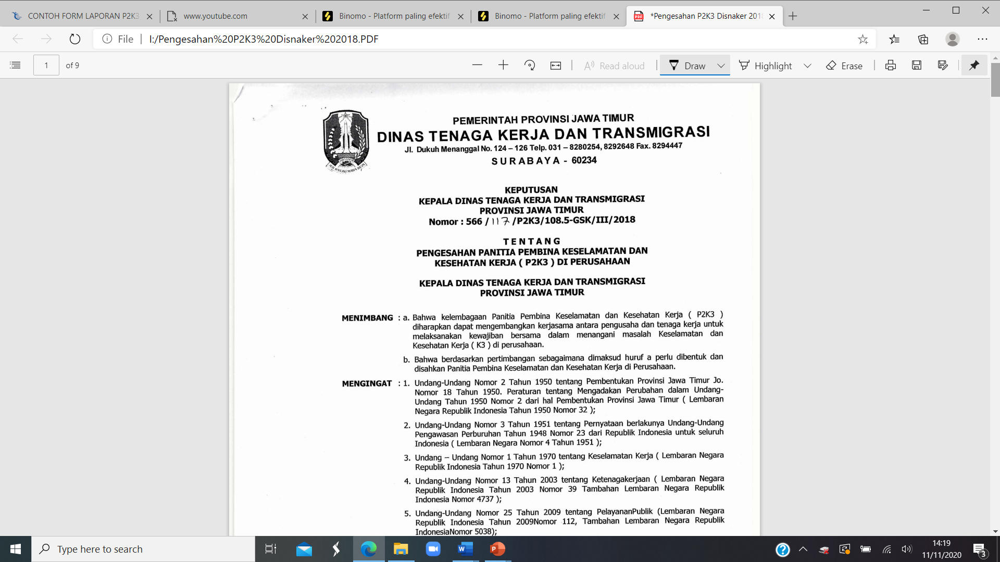 CONTOH FORM LAPORAN P2K3
www.youtube.com
Binomo - Platform paling efektif
Binomo - Platform paling efektif
*Pengesahan P2K3 Disnaker 2018
File
I:/Pengesahan%20P2K3%20Disnaker%202018.PDF
1 of 9
Read aloud
Draw
Highlight
Erase
PEMERINTAH PROVINSI JAWA TIMUR
DINAS TENAGA KERJA DAN TRANSMIGRASI
Jl. Dukuh Menanggal No. 124 – 126 Telp. 031 – 8280254, 8292648 Fax. 8294447
S U R A B A Y A - 60234
KEPUTUSAN
KEPALA DINAS TENAGA KERJA DAN TRANSMIGRASI
PROVINSI JAWA TIMUR
Nomor : 566 / 117 /P2K3/108.5-GSK/III/2018
T E N T A N G
PENGESAHAN PANITIA PEMBINA KESELAMATAN DAN
KESEHATAN KERJA ( P2K3 ) DI PERUSAHAAN
KEPALA DINAS TENAGA KERJA DAN TRANSMIGRASI
PROVINSI JAWA TIMUR
MENIMBANG : a. Bahwa kelembagaan Panitia Pembina Keselamatan dan Kesehatan Kerja ( P2K3 )
diharapkan dapat mengembangkan kerjasama antara pengusaha dan tenaga kerja untuk
melaksanakan kewajiban bersama dalam menangani masalah Keselamatan dan
Kesehatan Kerja ( K3 ) di perusahaan.
b. Bahwa berdasarkan pertimbangan sebagaimana dimaksud huruf a perlu dibentuk dan
disahkan Panitia Pembina Keselamatan dan Kesehatan Kerja di Perusahaan.
MENGINGAT : 1. Undang-Undang Nomor 2 Tahun 1950 tentang Pembentukan Provinsi Jawa Timur Jo.
Nomor 18 Tahun 1950. Peraturan tentang Mengadakan Perubahan dalam Undang-
Undang Tahun 1950 Nomor 2 dari hal Pembentukan Provinsi Jawa Timur ( Lembaran
Negara Republik Indonesia Tahun 1950 Nomor 32 );
2. Undang-Undang Nomor 3 Tahun 1951 tentang Pernyataan berlakunya Undang-Undang
Pengawasan Perburuhan Tahun 1948 Nomor 23 dari Republik Indonesia untuk seluruh
Indonesia ( Lembaran Negara Nomor 4 Tahun 1951 );
3. Undang – Undang Nomor 1 Tahun 1970 tentang Keselamatan Kerja ( Lembaran Negara
Republik Indonesia Tahun 1970 Nomor 1 );
4. Undang-Undang Nomor 13 Tahun 2003 tentang Ketenagakerjaan ( Lembaran Negara
Republik Indonesia Tahun 2003 Nomor 39 Tambahan Lembaran Negara Republik
Indonesia Nomor 4737 );
5. Undang-Undang Nomor 25 Tahun 2009 tentang PelayananPublik (Lembaran Negara
Republik Indonesia Tahun 2009Nomor 112, Tambahan Lembaran Negara Republik
IndonesiaNomor 5038);
Type here to search
14:19
11/11/2020
3